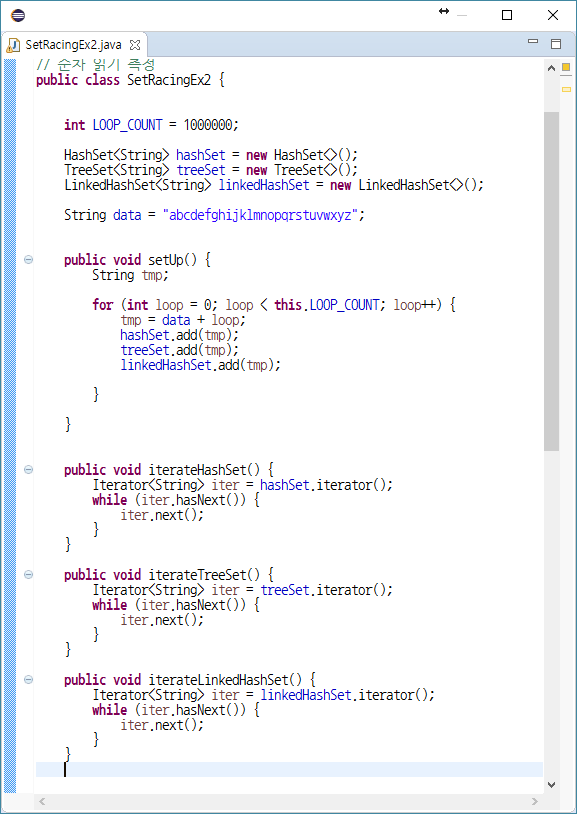 SetRacingEx2.java
// 순자 읽기 측정
public class SetRacingEx2 {
int LOOP_COUNT = 1000000;
HashSet<String> hashSet = new HashSet<>();
TreeSet<String> treeSet = new TreeSet<>();
LinkedHashSet<String> linkedHashSet = new LinkedHashSet<>();
String data = "abcdefghijklmnopqrstuvwxyz";
public void setUp() {
String tmp;
for (int loop = 0; loop < this.LOOP_COUNT; loop++) {
tmp = data + loop;
hashSet.add(tmp);
treeSet.add(tmp);
linkedHashSet.add(tmp);
}
}
public void iterateHashSet() {
Iterator<String> iter = hashSet.iterator();
while (iter.hasNext()) {
iter.next();
}
}
public void iterateTreeSet() {
Iterator<String> iter = treeSet.iterator();
while (iter.hasNext()) {
iter.next();
}
}
public void iterateLinkedHashSet() {
Iterator<String> iter = linkedHashSet.iterator();
while (iter.hasNext()) {
iter.next();
}
}